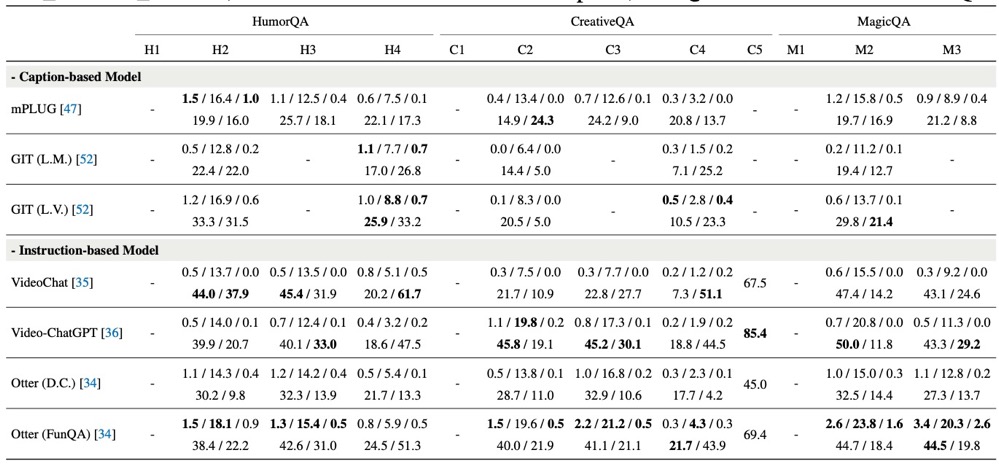 HumorQA CreativeQA MagicQA
H1 H2 H3 H4 C1 C2 C3 C4 C5 M1 M2 M3
- Caption-based Model
mPLUG [47] - 1.5 / 16.4 / 1.0 1.1 / 12.5 / 0.4 0.6 / 7.5 / 0.1 - 0.4 / 13.4 / 0.0 0.7 / 12.6 / 0.1 0.3 / 3.2 / 0.0 - - 1.2 / 15.8 / 0.5 0.9 / 8.9 / 0.4
19.9 / 16.0 25.7 / 18.1 22.1 / 17.3 14.9 / 24.3 24.2 / 9.0 20.8 / 13.7 19.7 / 16.9 21.2 / 8.8
GIT (L.M.) [52] - 0.5 / 12.8 / 0.2 - 1.1 / 7.7 / 0.7 - 0.0 / 6.4 / 0.0 - 0.3 / 1.5 / 0.2 - - 0.2 / 11.2 / 0.1 -
22.4 / 22.0 17.0 / 26.8 14.4 / 5.0 7.1 / 25.2 19.4 / 12.7
GIT (L.V.) [52] - 1.2 / 16.9 / 0.6 - 1.0 / 8.8 / 0.7 - 0.1 / 8.3 / 0.0 - 0.5 / 2.8 / 0.4 - - 0.6 / 13.7 / 0.1 -
33.3 / 31.5 25.9 / 33.2 20.5 / 5.0 10.5 / 23.3 29.8 / 21.4
- Instruction-based Model
VideoChat [35] - 0.5 / 13.7 / 0.0 0.5 / 13.5 / 0.0 0.8 / 5.1 / 0.5 - 0.3 / 7.5 / 0.0 0.3 / 7.7 / 0.0 0.2 / 1.2 / 0.2 67.5 - 0.6 / 15.5 / 0.0 0.3 / 9.2 / 0.0
44.0 / 37.9 45.4 / 31.9 20.2 / 61.7 21.7 / 10.9 22.8 / 27.7 7.3 / 51.1 47.4 / 14.2 43.1 / 24.6
Video-ChatGPT [36] - 0.5 / 14.0 / 0.1 0.7 / 12.4 / 0.1 0.4 / 3.2 / 0.2 - 1.1 / 19.8 / 0.2 0.8 / 17.3 / 0.1 0.2 / 1.9 / 0.2 85.4 - 0.7 / 20.8 / 0.0 0.5 / 11.3 / 0.0
39.9 / 20.7 40.1 / 33.0 18.6 / 47.5 45.8 / 19.1 45.2 / 30.1 18.8 / 44.5 50.0 / 11.8 43.3 / 29.2
Otter (D.C.) [34] - 1.1 / 14.3 / 0.4 1.2 / 14.2 / 0.4 0.5 / 5.4 / 0.1 - 0.5 / 13.8 / 0.1 1.0 / 16.8 / 0.2 0.3 / 2.3 / 0.1 45.0 - 1.0 / 15.0 / 0.3 1.1 / 12.8 / 0.2
30.2 / 9.8 32.3 / 13.9 21.7 / 13.3 28.7 / 11.0 32.9 / 10.6 17.7 / 4.2 32.5 / 14.4 27.3 / 13.7
Otter (FunQA) [34] - 1.5 / 18.1 / 0.9 1.3 / 15.4 / 0.5 0.8 / 5.9 / 0.5 - 1.5 / 19.6 / 0.5 2.2 / 21.2 / 0.5 0.3 / 4.3 / 0.3 69.4 - 2.6 / 23.8 / 1.6 3.4 / 20.3 / 2.6
38.4 / 22.2 42.6 / 31.0 24.5 / 51.3 40.0 / 21.9 41.1 / 21.1 21.7 / 43.9 44.7 / 18.4 44.5 / 19.8